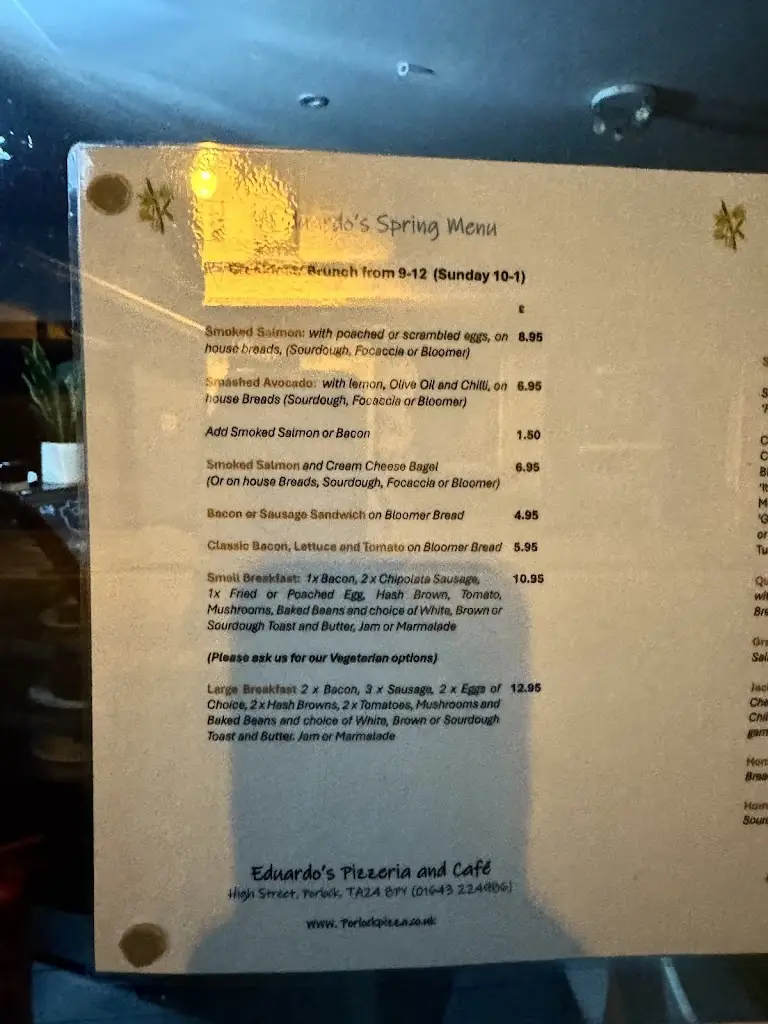 Eduardo's Spring Menu
Brunch from 9-12 (Sunday 10-1)
£
Smoked Salmon: with poached or scrambled eggs, on 8.95
house breads, (Sourdough, Focaccia or Bloomer)
Smashed Avocado: with lemon, Olive Oil and Chilli, on 6.95
house Breads (Sourdough, Focaccia or Bloomer)
Add Smoked Salmon or Bacon 1.50
Smoked Salmon and Cream Cheese Bagel 6.95
(Or on house Breads, Sourdough, Focaccia or Bloomer)
Bacon or Sausage Sandwich on Bloomer Bread 4.95
Classic Bacon, Lettuce and Tomato on Bloomer Bread 5.95
Small Breakfast: 1x Bacon, 2 x Chipolata Sausage, 10.95
1x Fried or Poached Egg, Hash Brown, Tomato,
Mushrooms, Baked Beans and choice of White, Brown or
Sourdough Toast and Butter, Jam or Marmalade
(Please ask us for our Vegetarian options)
Large Breakfast 2 x Bacon, 3 x Sausage, 2 x Eggs of 12.95
Choice, 2 x Hash Browns, 2 x Tomatoes, Mushrooms and
Baked Beans and choice of White, Brown or Sourdough
Toast and Butter. Jam or Marmalade
Eduardo's Pizzeria and Café
High Street, Porlock, TA24 8PY (01643 224986)
www.Porlockpizza.co.uk